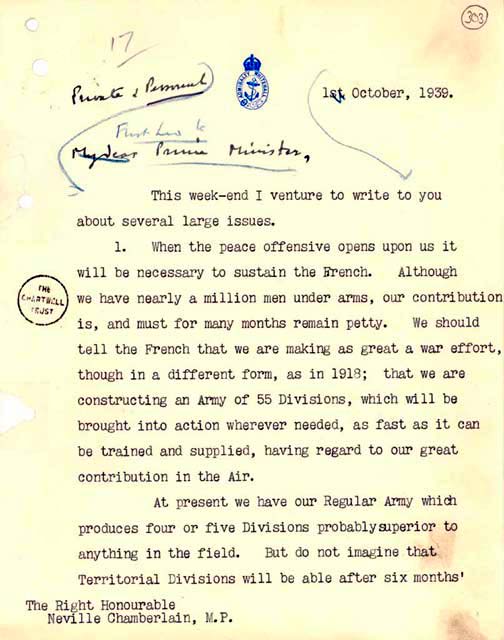 303
17
Private & Personal
ADMIRALTY WHITEHALL
1st October, 1939.
First Lord to
My dear Prime Minister,
This week-end I venture to write to you
about several large issues.
1. When the peace offensive opens upon us it
will be necessary to sustain the French. Although
we have nearly a million men under arms, our contribution
is, and must for many months remain petty. We should
tell the French that we are making as great a war effort,
though in a different form, as in 1918; that we are
constructing an Army of 55 Divisions, which will be
brought into action wherever needed, as fast as it can
be trained and supplied, having regard to our great
contribution in the Air.
THE
CHARTWELL
TRUST
At present we have our Regular Army which
produces four or five Divisions probably superior to
anything in the field. But do not imagine that
Territorial Divisions will be able after six months'
The Right Honourable
Neville Chamberlain, M.P.